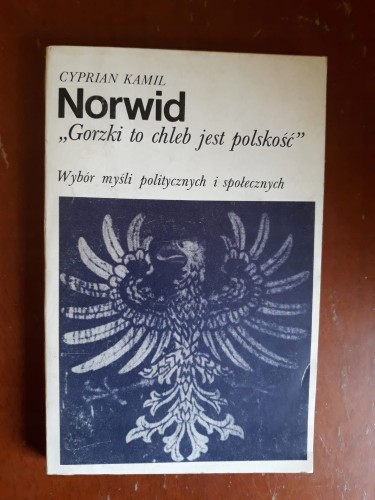 CYPRIAN KAMIL
Norwid
„Gorzki to chleb jest polskość”
Wybór myśli politycznych i społecznych